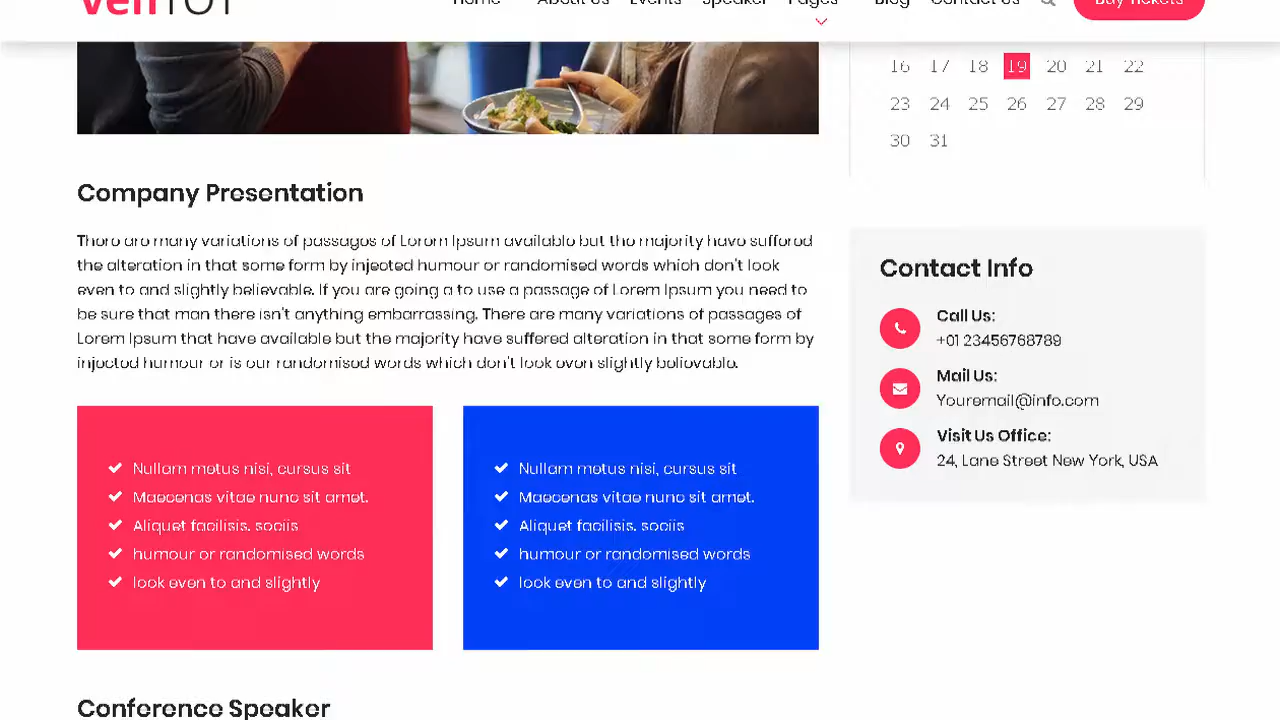 VenTOT
Home About Us Events Speaker Pages Blog Contact Us Buy Tickets
16 17 18 19 20 21 22
23 24 25 26 27 28 29
30 31
Company Presentation
There are many variations of passages of Lorem Ipsum available but the majority have suffered
the alteration in that some form by injected humour or randomised words which don't look
even to and slightly believable. If you are going a to use a passage of Lorem Ipsum you need to
be sure that man there isn't anything embarrassing. There are many variations of passages of
Lorem Ipsum that have available but the majority have suffered alteration in that some form by
injected humour or is our randomised words which don't look even slightly believable.
Nullam metus nisi, cursus sit
Maecenas vitae nunc sit amet.
Aliquet facilisis. sociis
humour or randomised words
look even to and slightly
Nullam metus nisi, cursus sit
Maecenas vitae nunc sit amet.
Aliquet facilisis. sociis
humour or randomised words
look even to and slightly
Contact Info
Call Us:
+01 23456768789
Mail Us:
Youremail@info.com
Visit Us Office:
24, Lane Street New York, USA
Conference Speaker